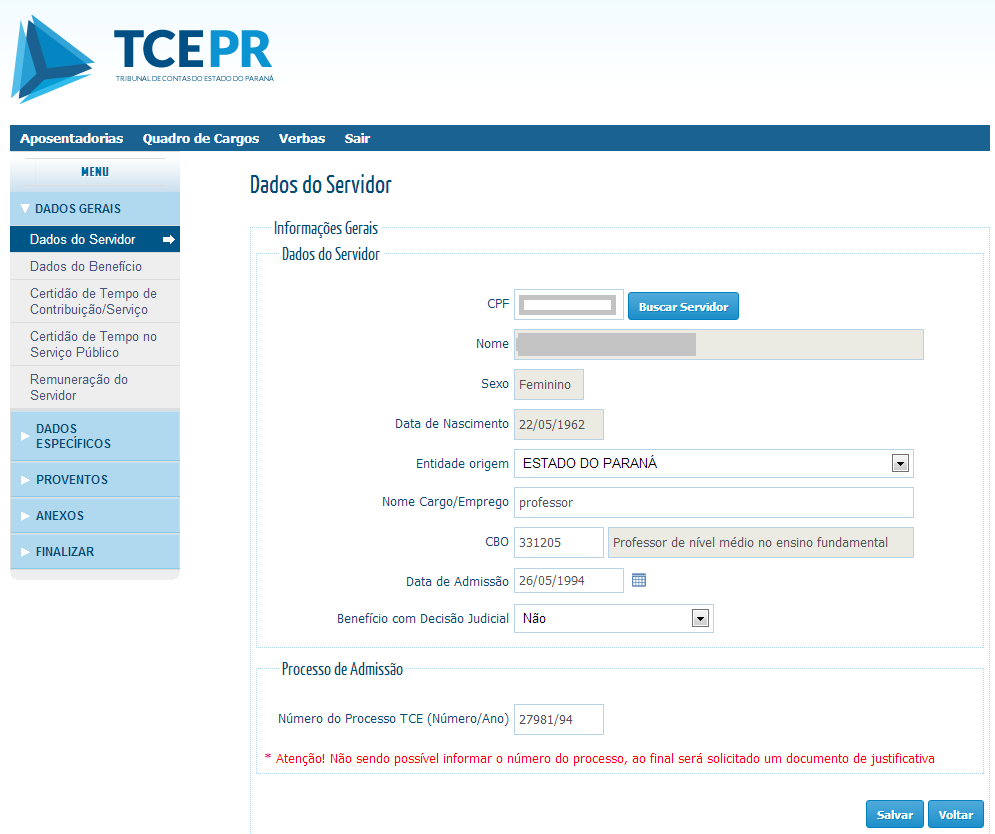 TCEPR
TRIBUNAL DE CONTAS DO ESTADO DO PARANÁ
Aposentadorias Quadro de Cargos Verbas Sair
MENU
DADOS GERAIS
Dados do Servidor
Dados do Benefício
Certidão de Tempo de
Contribuição/Serviço
Certidão de Tempo no
Serviço Público
Remuneração do
Servidor
DADOS
ESPECÍFICOS
PROVENTOS
ANEXOS
FINALIZAR
Dados do Servidor
Informações Gerais
Dados do Servidor
CPF Buscar Servidor
Nome
Sexo Feminino
Data de Nascimento 22/05/1962
Entidade origem ESTADO DO PARANÁ
Nome Cargo/Emprego professor
CBO 331205 Professor de nível médio no ensino fundamental
Data de Admissão 26/05/1994
Benefício com Decisão Judicial Não
Processo de Admissão
Número do Processo TCE (Número/Ano) 27981/94
* Atenção! Não sendo possível informar o número do processo, ao final será solicitado um documento de justificativa
Salvar Voltar